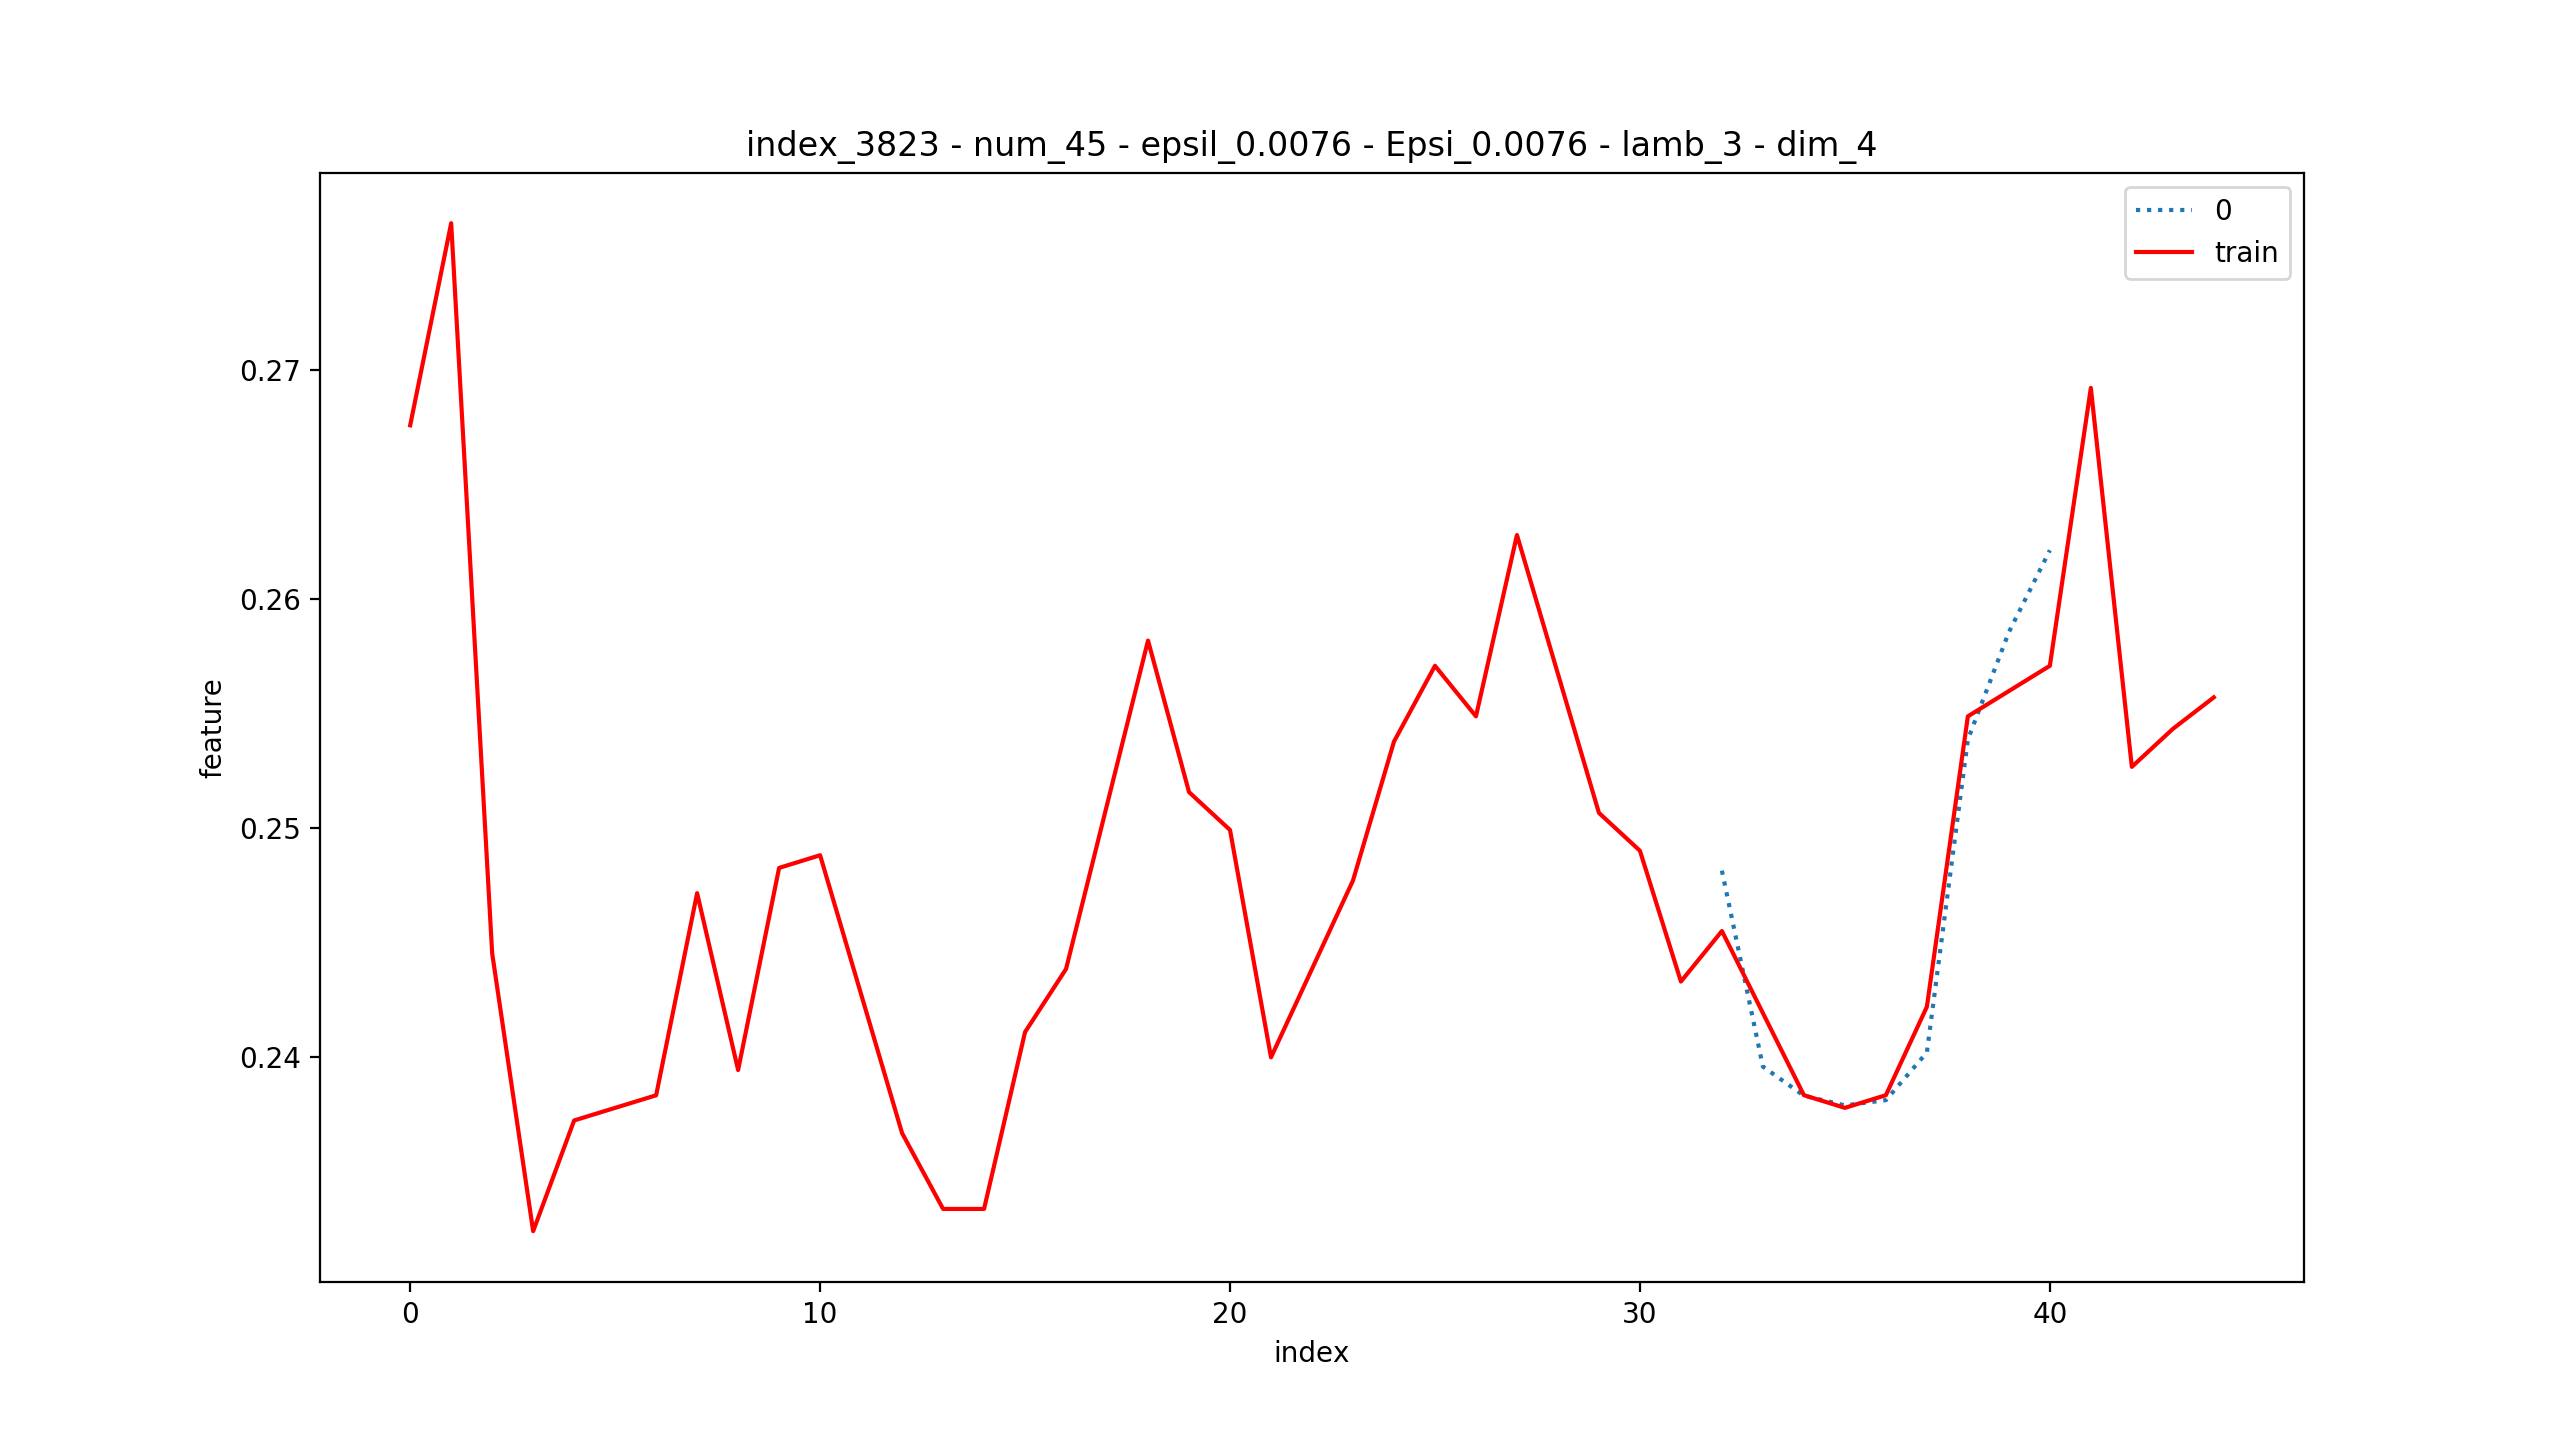 index_3823 - num_45 - epsil_0.0076 - Epsi_0.0076 - lamb_3 - dim_4
0
train
0.27
0.26
0.25
0.24
feature
0 10 20 30 40
index